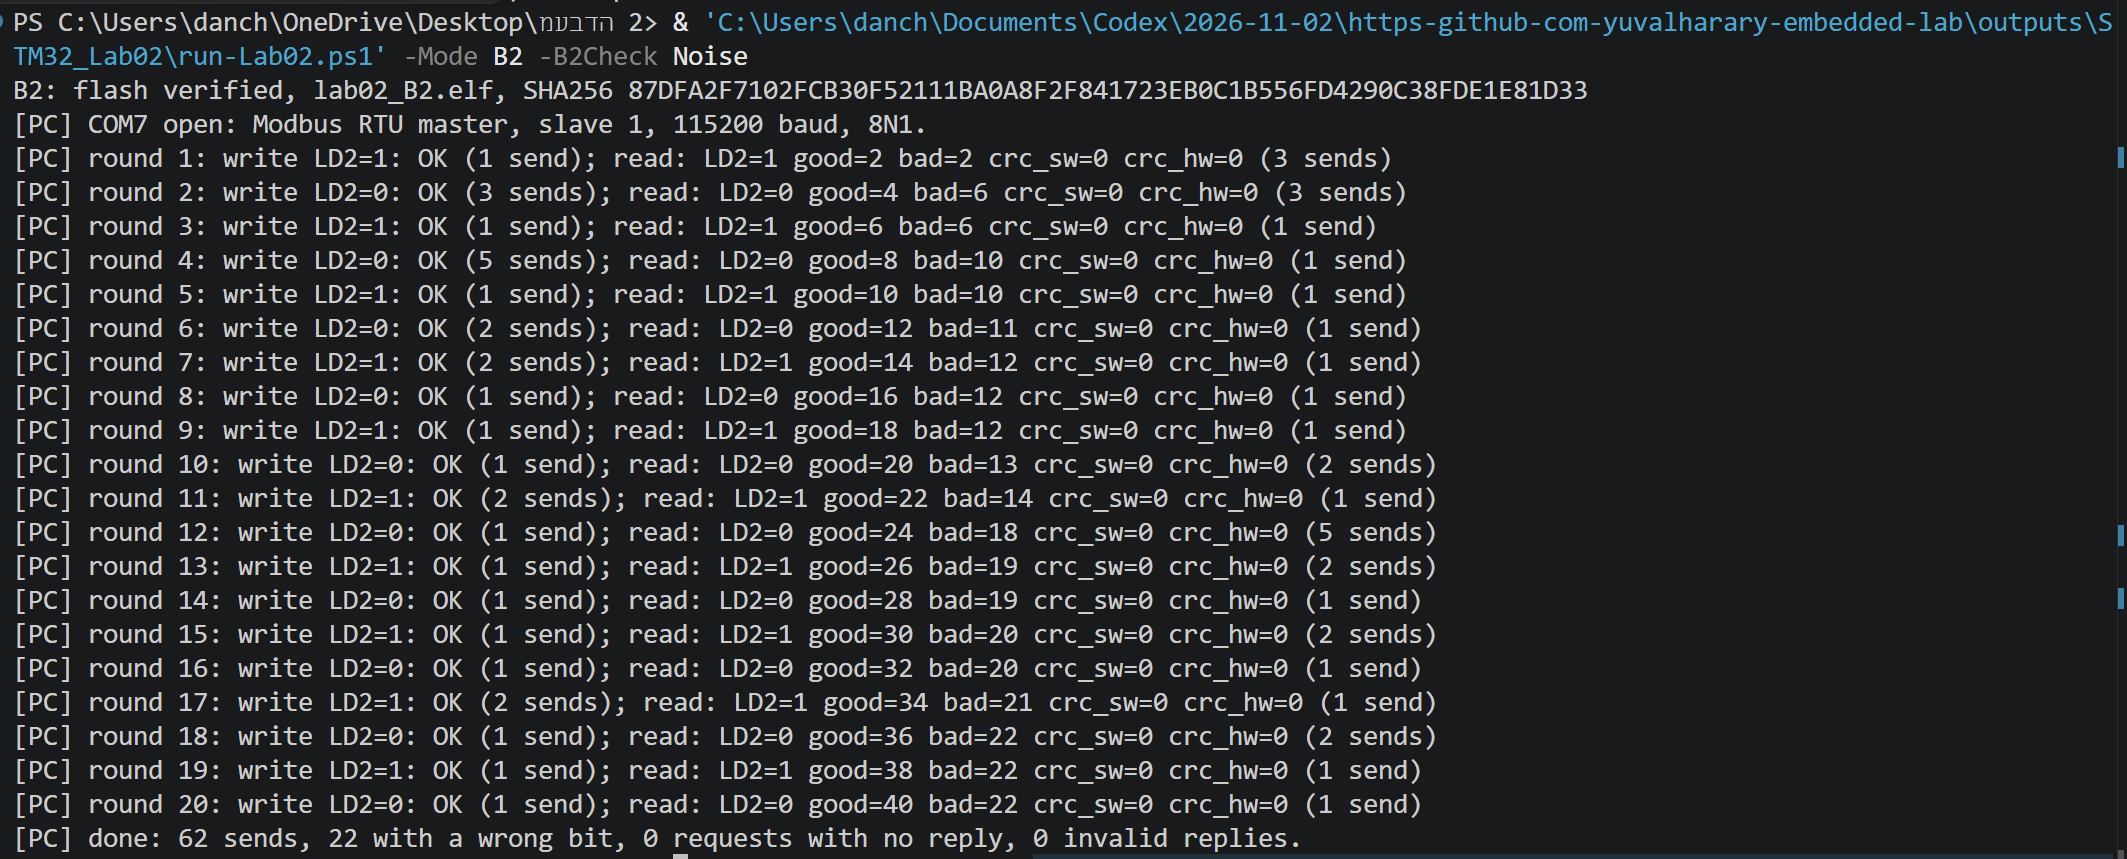 PS C:\Users\danch\OneDrive\Desktop\מעבדה 2> & 'C:\Users\danch\Documents\Codex\2026-11-02\https-github-com-yuvalharary-embedded-lab\outputs\S
TM32_Lab02\run-Lab02.ps1' -Mode B2 -B2Check Noise
B2: flash verified, lab02_B2.elf, SHA256 87DFA2F7102FCB30F52111BA0A8F2F841723EB0C1B556FD4290C38FDE1E81D33
[PC] COM7 open: Modbus RTU master, slave 1, 115200 baud, 8N1.
[PC] round 1: write LD2=1: OK (1 send); read: LD2=1 good=2 bad=2 crc_sw=0 crc_hw=0 (3 sends)
[PC] round 2: write LD2=0: OK (3 sends); read: LD2=0 good=4 bad=6 crc_sw=0 crc_hw=0 (3 sends)
[PC] round 3: write LD2=1: OK (1 send); read: LD2=1 good=6 bad=6 crc_sw=0 crc_hw=0 (1 send)
[PC] round 4: write LD2=0: OK (5 sends); read: LD2=0 good=8 bad=10 crc_sw=0 crc_hw=0 (1 send)
[PC] round 5: write LD2=1: OK (1 send); read: LD2=1 good=10 bad=10 crc_sw=0 crc_hw=0 (1 send)
[PC] round 6: write LD2=0: OK (2 sends); read: LD2=0 good=12 bad=11 crc_sw=0 crc_hw=0 (1 send)
[PC] round 7: write LD2=1: OK (2 sends); read: LD2=1 good=14 bad=12 crc_sw=0 crc_hw=0 (1 send)
[PC] round 8: write LD2=0: OK (1 send); read: LD2=0 good=16 bad=12 crc_sw=0 crc_hw=0 (1 send)
[PC] round 9: write LD2=1: OK (1 send); read: LD2=1 good=18 bad=12 crc_sw=0 crc_hw=0 (1 send)
[PC] round 10: write LD2=0: OK (1 send); read: LD2=0 good=20 bad=13 crc_sw=0 crc_hw=0 (2 sends)
[PC] round 11: write LD2=1: OK (2 sends); read: LD2=1 good=22 bad=14 crc_sw=0 crc_hw=0 (1 send)
[PC] round 12: write LD2=0: OK (1 send); read: LD2=0 good=24 bad=18 crc_sw=0 crc_hw=0 (5 sends)
[PC] round 13: write LD2=1: OK (1 send); read: LD2=1 good=26 bad=19 crc_sw=0 crc_hw=0 (2 sends)
[PC] round 14: write LD2=0: OK (1 send); read: LD2=0 good=28 bad=19 crc_sw=0 crc_hw=0 (1 send)
[PC] round 15: write LD2=1: OK (1 send); read: LD2=1 good=30 bad=20 crc_sw=0 crc_hw=0 (2 sends)
[PC] round 16: write LD2=0: OK (1 send); read: LD2=0 good=32 bad=20 crc_sw=0 crc_hw=0 (1 send)
[PC] round 17: write LD2=1: OK (2 sends); read: LD2=1 good=34 bad=21 crc_sw=0 crc_hw=0 (1 send)
[PC] round 18: write LD2=0: OK (1 send); read: LD2=0 good=36 bad=22 crc_sw=0 crc_hw=0 (2 sends)
[PC] round 19: write LD2=1: OK (1 send); read: LD2=1 good=38 bad=22 crc_sw=0 crc_hw=0 (1 send)
[PC] round 20: write LD2=0: OK (1 send); read: LD2=0 good=40 bad=22 crc_sw=0 crc_hw=0 (1 send)
[PC] done: 62 sends, 22 with a wrong bit, 0 requests with no reply, 0 invalid replies.